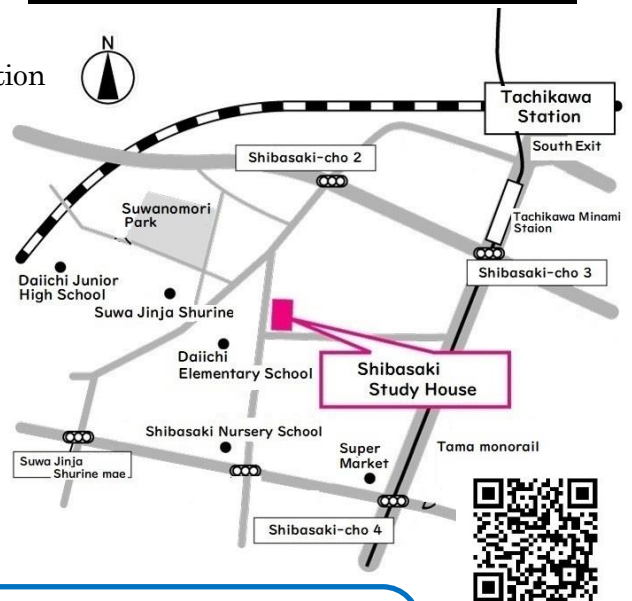 tion
N
Tachikawa
Station
South Exit
Shibasaki-cho 2
Suwanomori
Park
Tachikawa Minami
Staion
Shibasaki-cho 3
Daiichi Junior
High School
Suwa Jinja Shurine
Daiichi
Elementary School
Shibasaki
Study House
Shibasaki Nursery School
Super
Market
Tama monorail
Suwa Jinja
Shurine mae
Shibasaki-cho 4